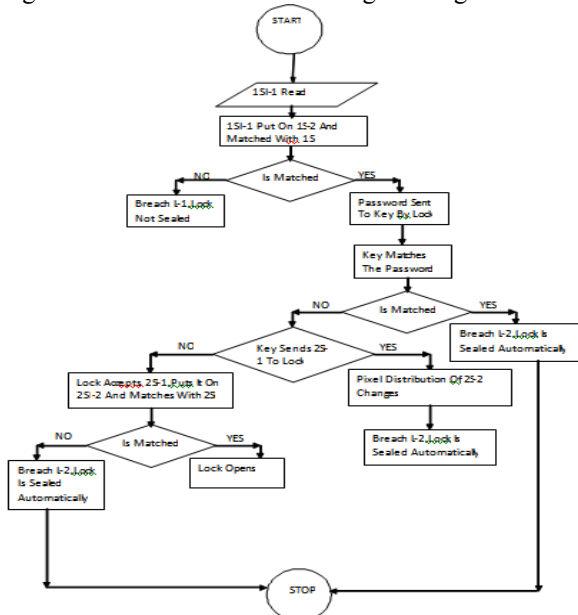 START
1SI-1 Read
1SI-1 Put On 1S-2 And
Matched With 1S
Is Matched
NO
YES
Breach L-1,Lock
Not Sealed
Password Sent
To Key By Lock
Key Matches
The Password
Is Matched
NO
YES
Breach L-2,Lock Is
Sealed Automatically
Key Sends 2S-
1 To Lock
NO
YES
Lock Accepts 2S-1,Puts It On
2SI-2 And Matches With 2S
Pixel Distribution Of 2S-2
Changes
Is Matched
NO
YES
Breach L-2,Lock Is
Sealed Automatically
Breach L-2,Lock
Is Sealed
Automatically
Lock Opens
STOP